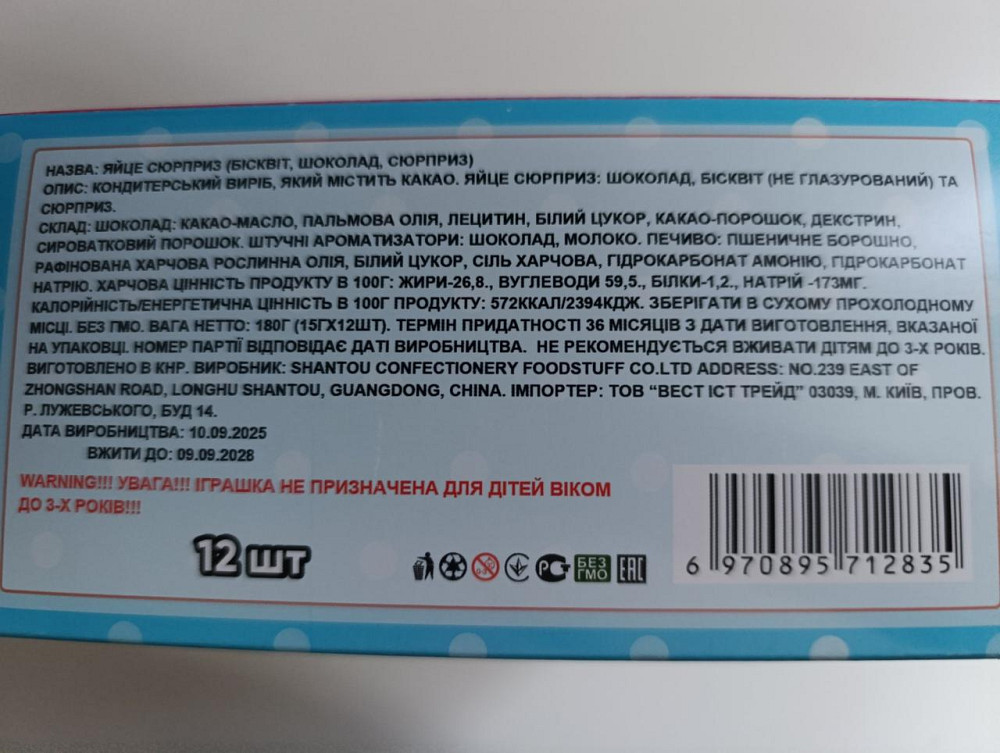 НАЗВА: ЯЙЦЕ СЮРПРИЗ (БІСКВІТ, ШОКОЛАД, СЮРПРИЗ)
ОПИС: КОНДИТЕРСЬКИЙ ВИРІБ, ЯКИЙ МІСТИТЬ КАКАО. ЯЙЦЕ СЮРПРИЗ: ШОКОЛАД, БІСКВІТ (НЕ ГЛАЗУРОВАНИЙ) ТА
СЮРПРИЗ.
СКЛАД: ШОКОЛАД: КАКАО-МАСЛО, ПАЛЬМОВА ОЛІЯ, ЛЕЦИТИН, БІЛИЙ ЦУКОР, КАКАО-ПОРОШОК, ДЕКСТРИН,
СИРОВАТКОВИЙ ПОРОШОК. ШТУЧНІ АРОМАТИЗАТОРИ: ШОКОЛАД, МОЛОКО. ПЕЧИВО: ПШЕНИЧНЕ БОРОШНО,
РАФІНОВАНА ХАРЧОВА РОСЛИННА ОЛІЯ, БІЛИЙ ЦУКОР, СІЛЬ ХАРЧОВА, ГІДРОКАРБОНАТ АМОНІЮ, ГІДРОКАРБОНАТ
НАТРІЮ. ХАРЧОВА ЦІННІСТЬ ПРОДУКТУ В 100Г: ЖИРИ-26,8., ВУГЛЕВОДИ 59,5., БІЛКИ-1,2., НАТРІЙ -173МГ.
КАЛОРІЙНІСТЬ/ЕНЕРГЕТИЧНА ЦІННІСТЬ В 100Г ПРОДУКТУ: 572ККАЛ/2394КДЖ. ЗБЕРІГАТИ В СУХОМУ ПРОХОЛОДНОМУ
МІСЦІ. БЕЗ ГМО. ВАГА НЕТТО: 180Г (15ГХ12ШТ). ТЕРМІН ПРИДАТНОСТІ 36 МІСЯЦІВ З ДАТИ ВИГОТОВЛЕННЯ, ВКАЗАНОЇ
НА УПАКОВЦІ. НОМЕР ПАРТІЇ ВІДПОВІДАЄ ДАТІ ВИРОБНИЦТВА. НЕ РЕКОМЕНДУЄТЬСЯ ВЖИВАТИ ДІТЯМ ДО 3-Х РОКІВ.
ВИГОТОВЛЕНО В КНР. ВИРОБНИК: SHANTOU CONFECTIONERY FOODSTUFF CO.LTD ADDRESS: NO.239 EAST OF
ZHONGSHAN ROAD, LONGHU SHANTOU, GUANGDONG, CHINA. ІМПОРТЕР: ТОВ “ВЕСТ ІСТ ТРЕЙД” 03039, М. КИЇВ, ПРОВ.
Р. ЛУЖЕВСЬКОГО, БУД 14.
ДАТА ВИРОБНИЦТВА: 10.09.2025
ВЖИТИ ДО: 09.09.2028
WARNING!!! УВАГА!!! ІГРАШКА НЕ ПРИЗНАЧЕНА ДЛЯ ДІТЕЙ ВІКОМ
ДО 3-Х РОКІВ!!!
12 ШТ
БЕЗ
ГМО
EAC
6 970895 712835